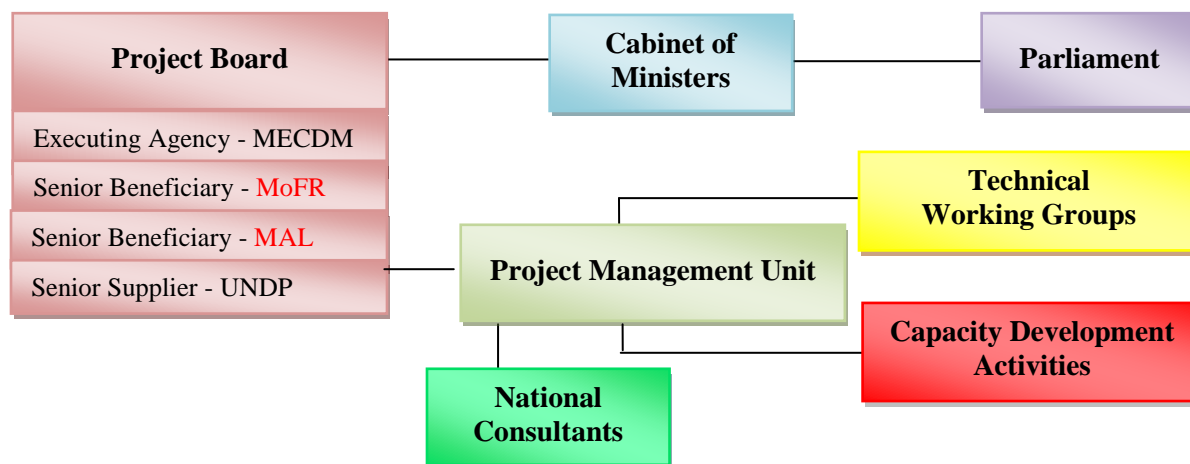 Project Board
Executing Agency - MECDM
Senior Beneficiary - MoFR
Senior Beneficiary - MAL
Senior Supplier - UNDP
Cabinet of
Ministers
Parliament
Technical
Working Groups
Project Management Unit
Capacity Development
Activities
National
Consultants